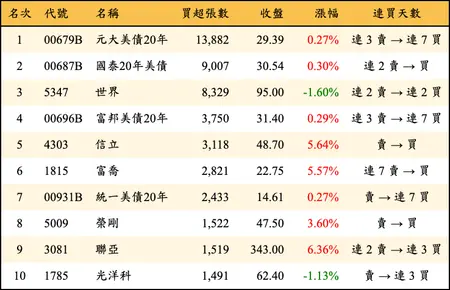 名次 代號 名稱 買超張數 收盤 漲幅 連買天數
1 00679B 元大美債20年 13,882 29.39 0.27% 連 3 賣 → 連 7 買
2 00687B 國泰20年美債 9,007 30.54 0.30% 連 2 賣 → 買
3 5347 世界 8,329 95.00 -1.60% 連 2 賣 → 連 2 買
4 00696B 富邦美債20年 3,750 31.40 0.29% 連 3 賣 → 連 7 買
5 4303 信立 3,118 48.70 5.64% 賣 → 買
6 1815 富喬 2,821 22.75 5.57% 連 7 賣 → 買
7 00931B 統一美債20年 2,433 14.61 0.27% 賣 → 連 7 買
8 5009 榮剛 1,522 47.50 3.60% 賣 → 買
9 3081 聯亞 1,519 343.00 6.36% 連 2 賣 → 連 3 買
10 1785 光洋科 1,491 62.40 -1.13% 賣 → 連 3 買